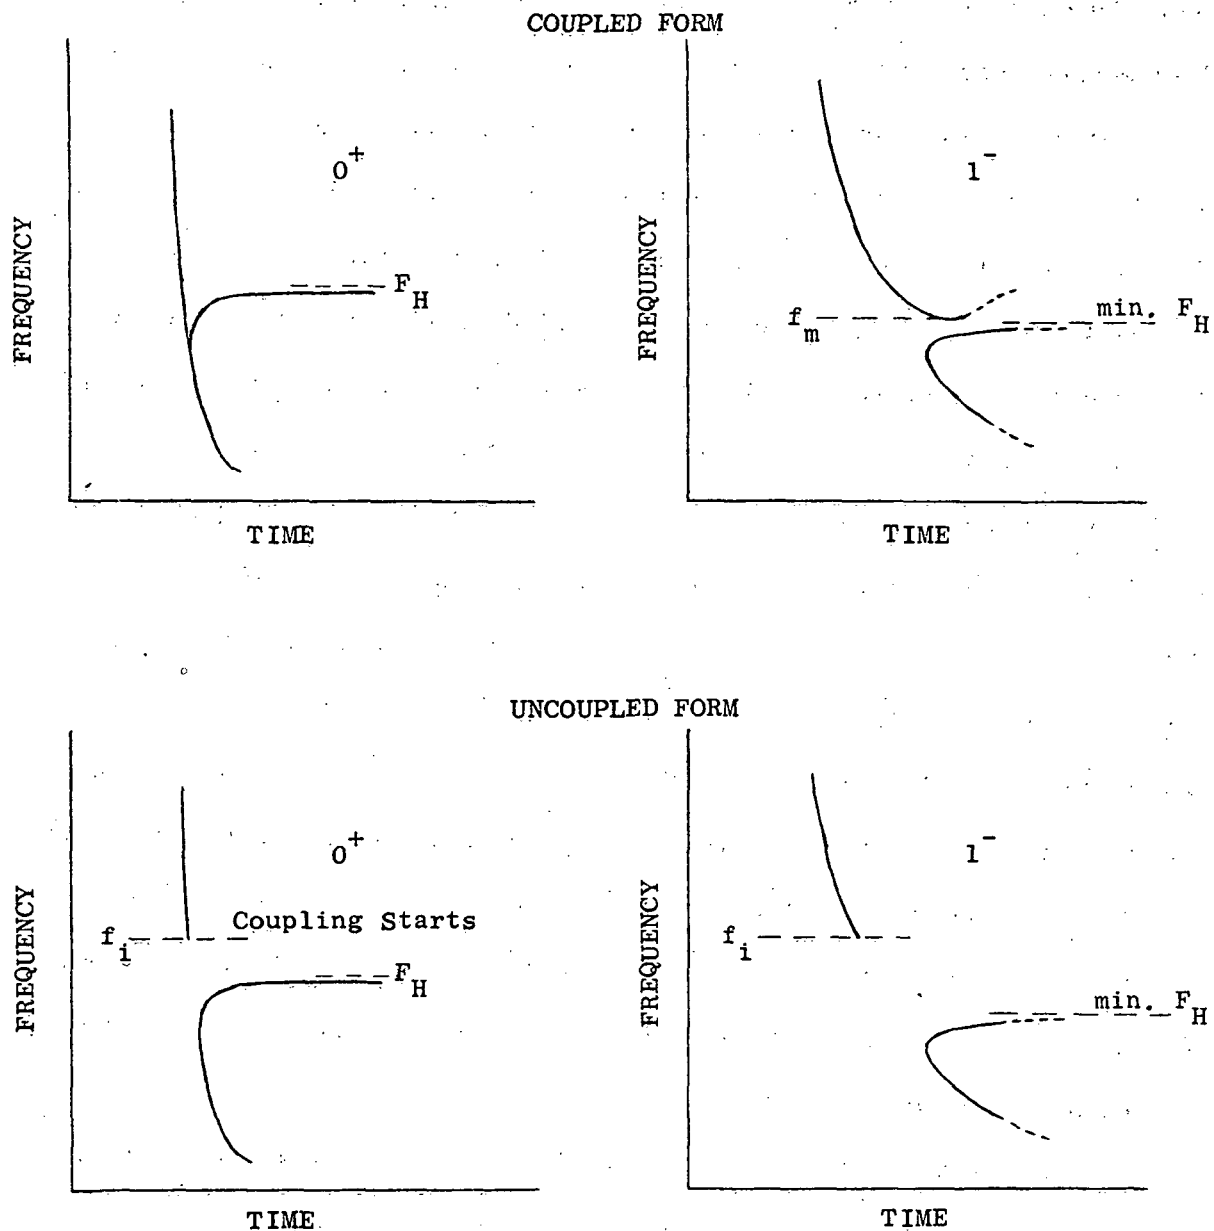 COUPLED FORM
0⁺
FREQUENCY
F_H
TIME
1⁻
FREQUENCY
f_m
min. F_H
TIME
UNCOUPLED FORM
0⁺
FREQUENCY
f_i
Coupling Starts
F_H
TIME
1⁻
FREQUENCY
f_i
min. F_H
TIME